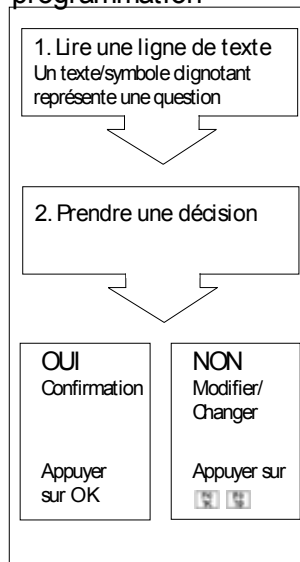 programmation
1. Lire une ligne de texte
Un texte/symbole clignotant
représente une question
2. Prendre une décision
OUI
Confirmation
Appuyer
sur OK
NON
Modifier/
Changer
Appuyer sur